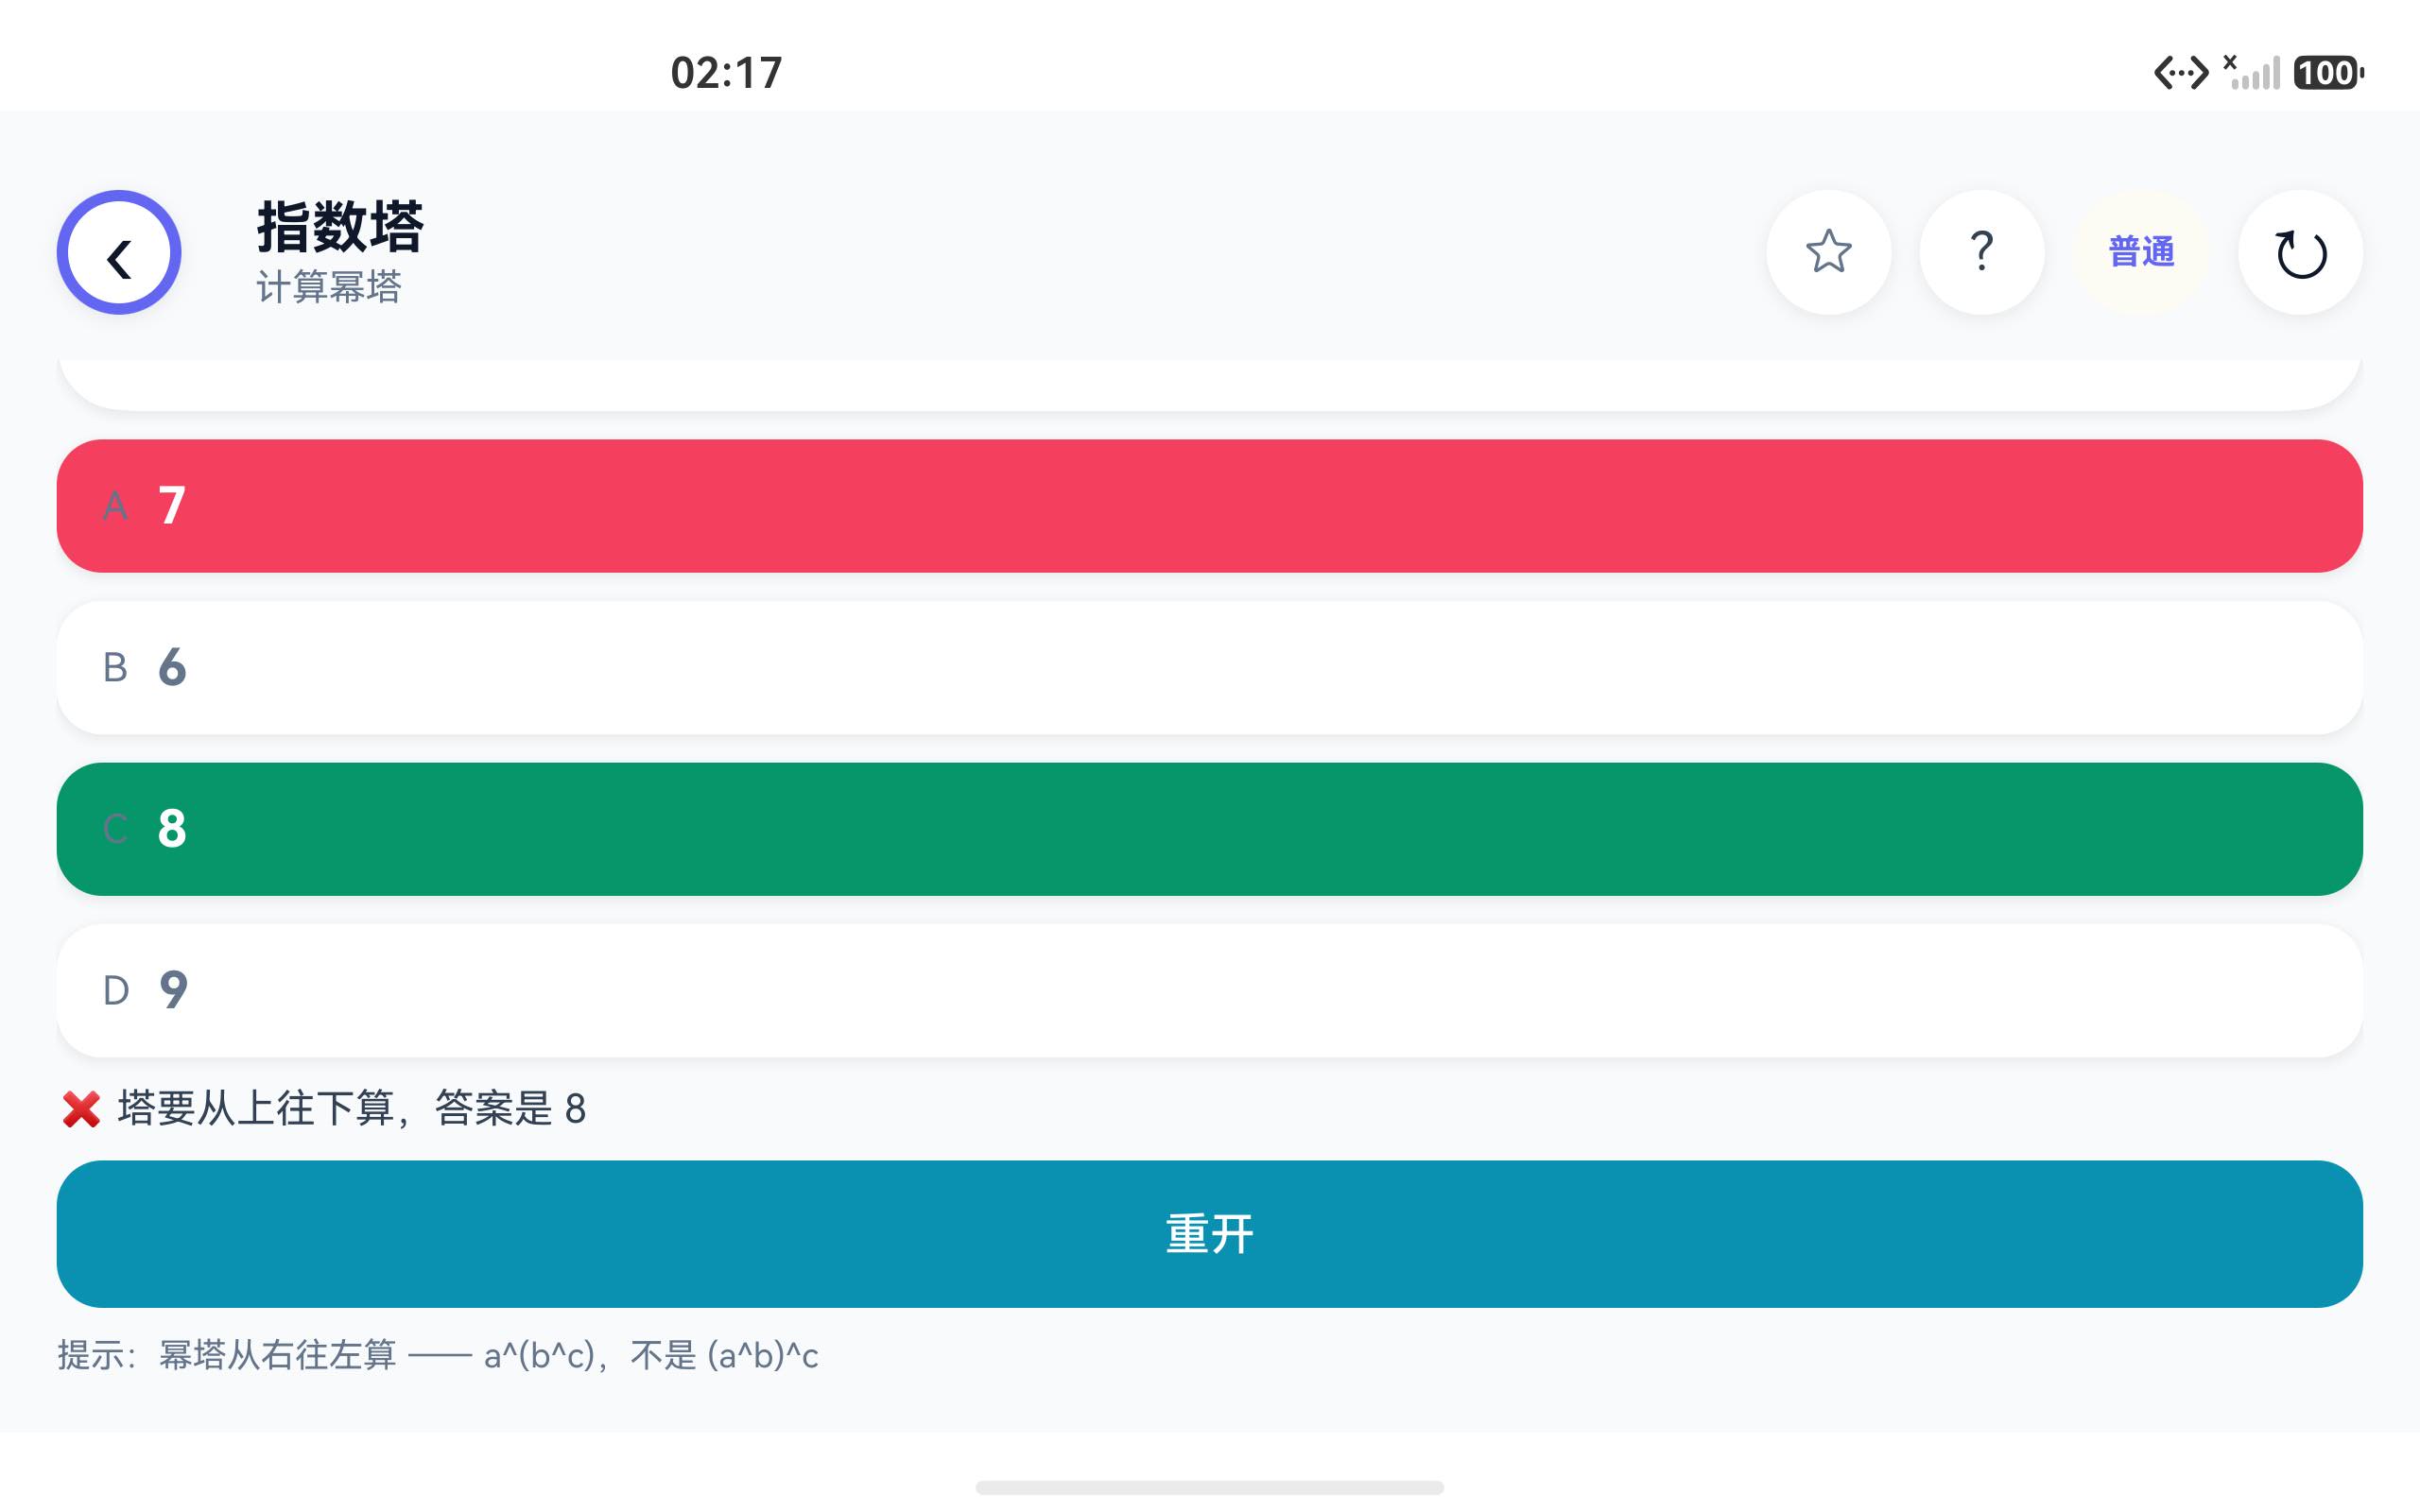 02:17
100
指数塔
计算幂塔
?
普通
A 7
B 6
C 8
D 9
❌ 塔要从上往下算，答案是 8
重开
提示：幂塔从右往左算 —— a^(b^c)，不是 (a^b)^c